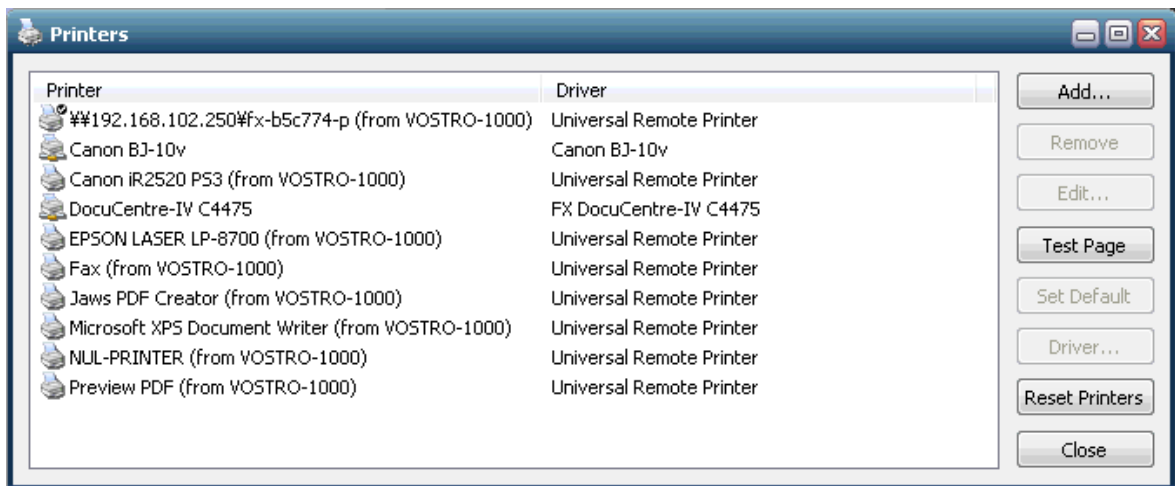 Printers
Printer Driver
¥¥192.168.102.250¥fx-b5c774-p (from VOSTRO-1000) Universal Remote Printer
Canon BJ-10v Canon BJ-10v
Canon iR2520 PS3 (from VOSTRO-1000) Universal Remote Printer
DocuCentre-IV C4475 FX DocuCentre-IV C4475
EPSON LASER LP-8700 (from VOSTRO-1000) Universal Remote Printer
Fax (from VOSTRO-1000) Universal Remote Printer
Jaws PDF Creator (from VOSTRO-1000) Universal Remote Printer
Microsoft XPS Document Writer (from VOSTRO-1000) Universal Remote Printer
NUL-PRINTER (from VOSTRO-1000) Universal Remote Printer
Preview PDF (from VOSTRO-1000) Universal Remote Printer
Add...
Remove
Edit...
Test Page
Set Default
Driver...
Reset Printers
Close